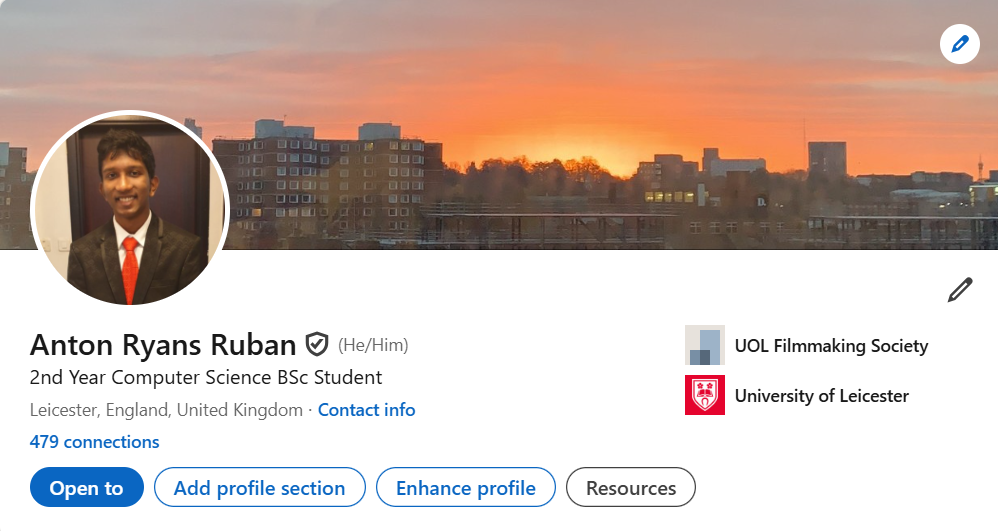 Anton Ryans Ruban (He/Him)
2nd Year Computer Science BSc Student
Leicester, England, United Kingdom · Contact info
479 connections
Open to
Add profile section
Enhance profile
Resources
UOL Filmmaking Society
University of Leicester